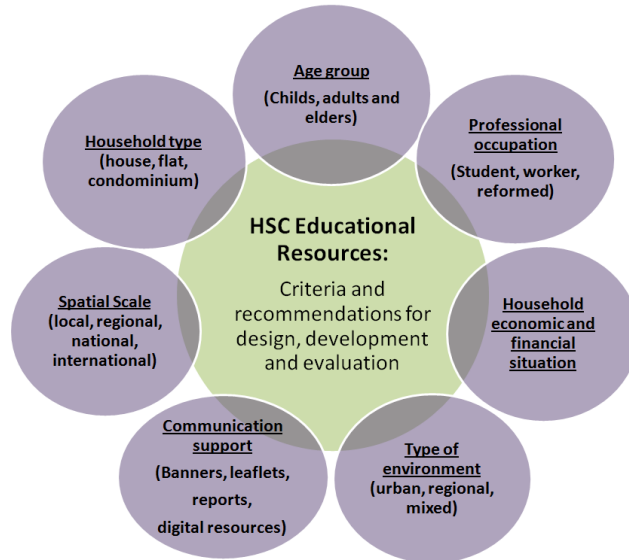 Age group
(Childs, adults and
elders)
Professional
occupation
(Student, worker,
reformed)
Household
economic and
financial
situation
Type of
environment
(urban, regional,
mixed)
Communication
support
(Banners, leaflets,
reports,
digital resources)
Spatial Scale
(local, regional,
national,
international)
Household type
(house, flat,
condominium)
HSC Educational
Resources:
Criteria and
recommendations for
design, development
and evaluation